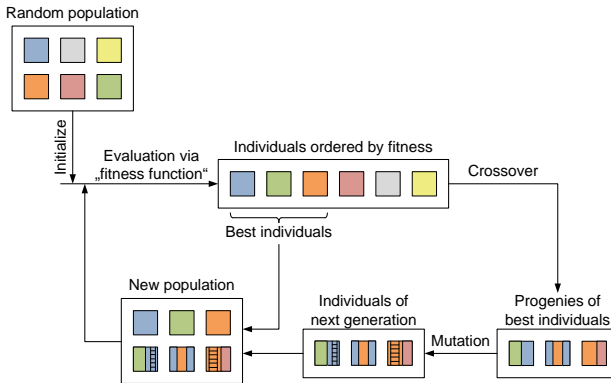 Random population
Initialize
Evaluation via
„fitness function“
Individuals ordered by fitness
Crossover
Best individuals
New population
Individuals of
next generation
Mutation
Progenies of
best individuals